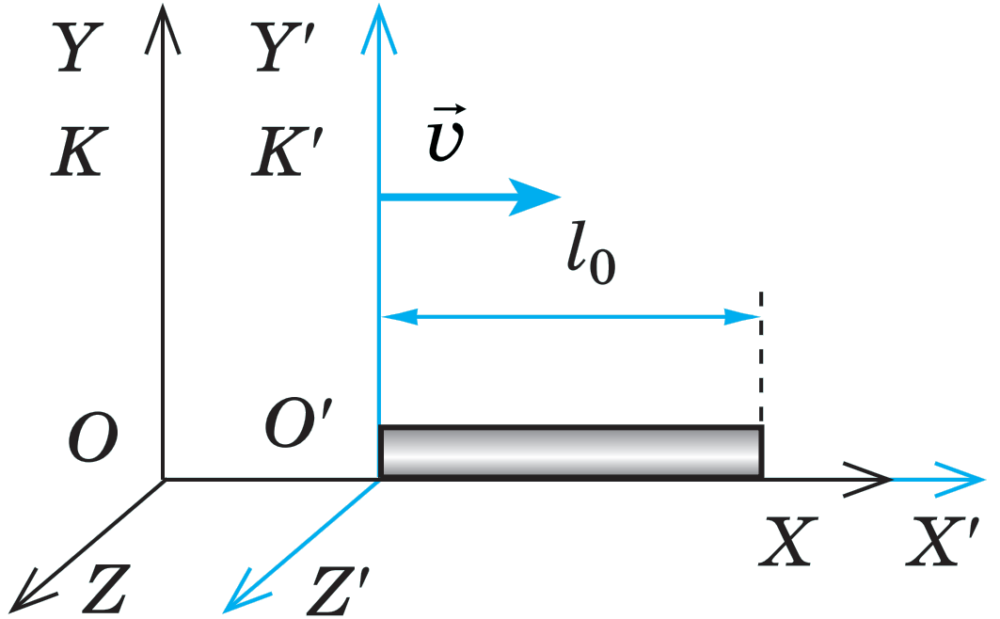 Y Y′
K K′ v⃗
l₀
O O′
X X′
Z Z′